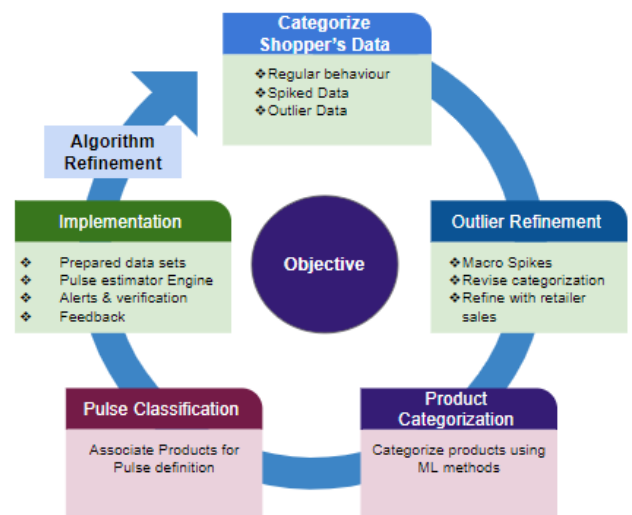 Categorize
Shopper's Data
❖Regular behaviour
❖Spiked Data
❖Outlier Data
Algorithm
Refinement
Implementation
❖ Prepared data sets
❖ Pulse estimator Engine
❖ Alerts & verification
❖ Feedback
Objective
Outlier Refinement
❖Macro Spikes
❖Revise categorization
❖Refine with retailer
sales
Pulse Classification
Associate Products for
Pulse definition
Product
Categorization
Categorize products using
ML methods